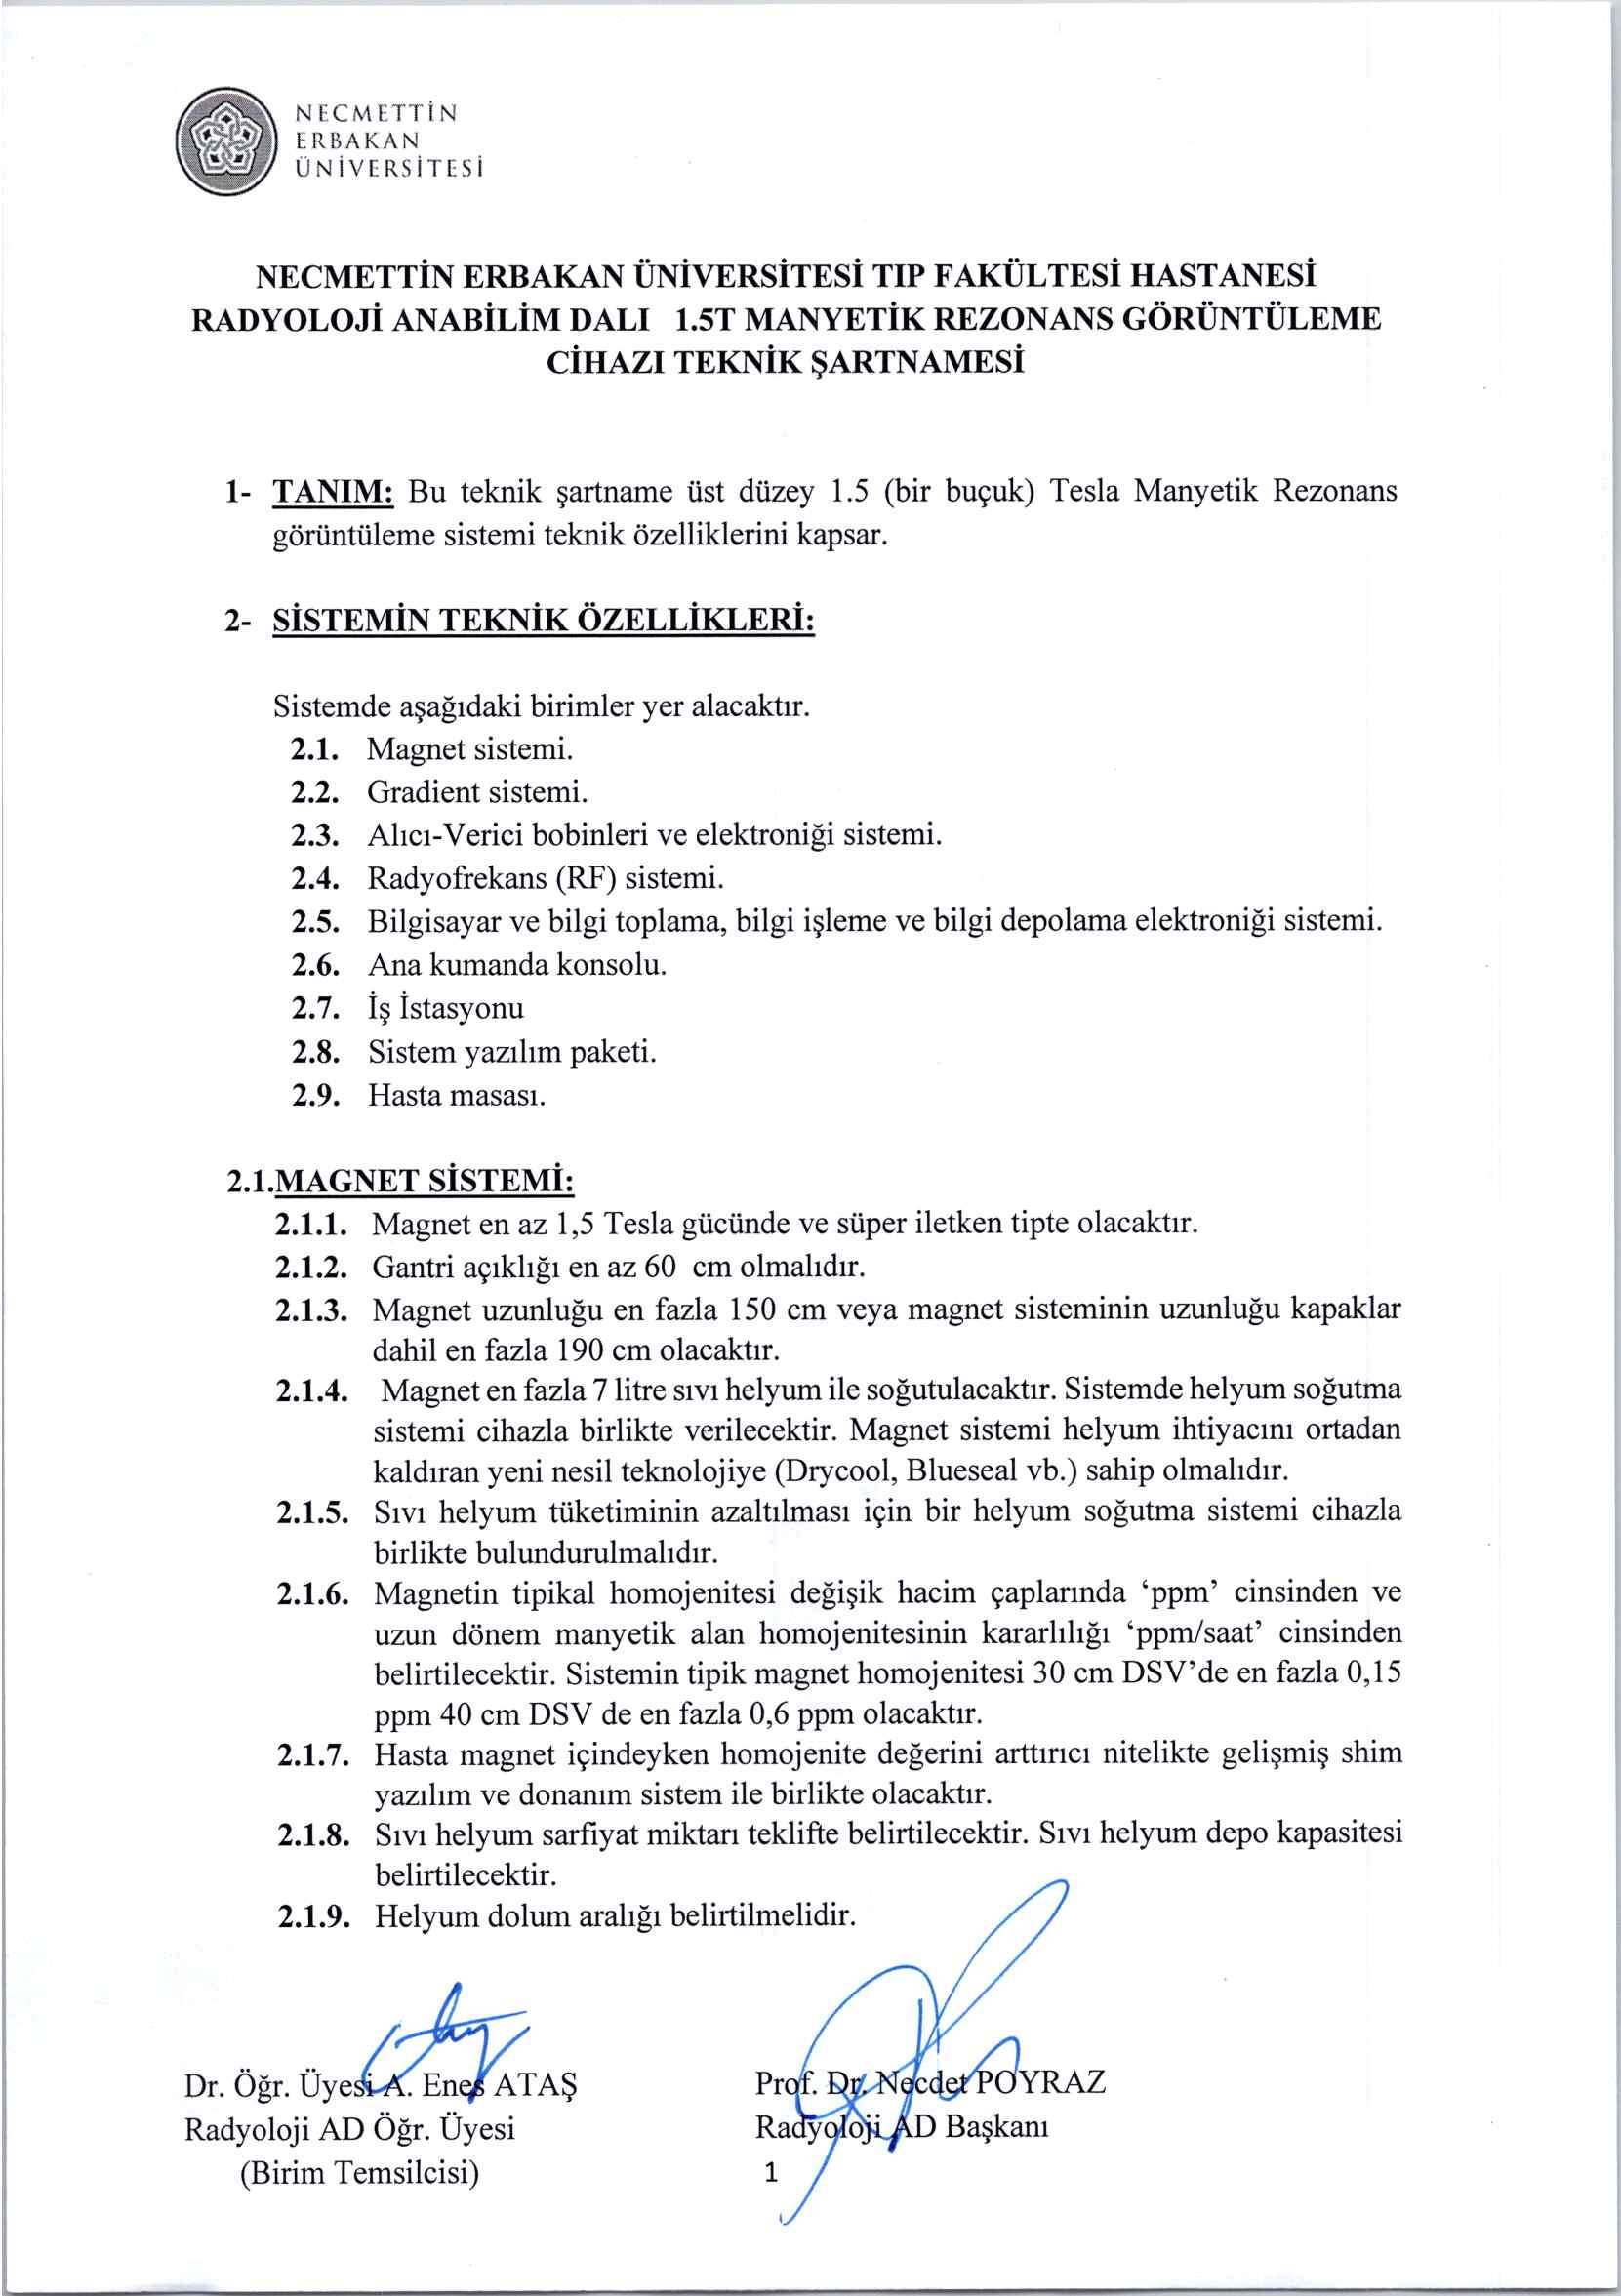 NECMETTİN
ERBAKAN
ÜNİVERSİTESİ
NECMETTİN ERBAKAN ÜNİVERSİTESİ TIP FAKÜLTESİ HASTANESİ
RADYOLOJİ ANABİLİM DALI 1.5T MANYETİK REZONANS GÖRÜNTÜLEME
CİHAZI TEKNİK ŞARTNAMESİ
1- TANIM: Bu teknik şartname üst düzey 1.5 (bir buçuk) Tesla Manyetik Rezonans
görüntüleme sistemi teknik özelliklerini kapsar.
2- SİSTEMİN TEKNİK ÖZELLİKLERİ:
Sistemde aşağıdaki birimler yer alacaktır.
2.1. Magnet sistemi.
2.2. Gradient sistemi.
2.3. Alıcı-Verici bobinleri ve elektroniği sistemi.
2.4. Radyofrekans (RF) sistemi.
2.5. Bilgisayar ve bilgi toplama, bilgi işleme ve bilgi depolama elektroniği sistemi.
2.6. Ana kumanda konsolu.
2.7. İş İstasyonu
2.8. Sistem yazılım paketi.
2.9. Hasta masası.
2.1.MAGNET SİSTEMİ:
2.1.1. Magnet en az 1,5 Tesla gücünde ve süper iletken tipte olacaktır.
2.1.2. Gantri açıklığı en az 60 cm olmalıdır.
2.1.3. Magnet uzunluğu en fazla 150 cm veya magnet sisteminin uzunluğu kapaklar
dahil en fazla 190 cm olacaktır.
2.1.4. Magnet en fazla 7 litre sıvı helyum ile soğutulacaktır. Sistemde helyum soğutma
sistemi cihazla birlikte verilecektir. Magnet sistemi helyum ihtiyacını ortadan
kaldıran yeni nesil teknolojiye (Drycool, Blueseal vb.) sahip olmalıdır.
2.1.5. Sıvı helyum tüketiminin azaltılması için bir helyum soğutma sistemi cihazla
birlikte bulundurulmalıdır.
2.1.6. Magnetin tipikal homojenitesi değişik hacim çaplarında ‘ppm’ cinsinden ve
uzun dönem manyetik alan homojenitesinin kararlılığı ‘ppm/saat’ cinsinden
belirtilecektir. Sistemin tipik magnet homojenitesi 30 cm DSV’de en fazla 0,15
ppm 40 cm DSV de en fazla 0,6 ppm olacaktır.
2.1.7. Hasta magnet içindeyken homojenite değerini arttırıcı nitelikte gelişmiş shim
yazılım ve donanım sistem ile birlikte olacaktır.
2.1.8. Sıvı helyum sarfiyat miktarı teklifte belirtilecektir. Sıvı helyum depo kapasitesi
belirtilecektir.
2.1.9. Helyum dolum aralığı belirtilmelidir.
Dr. Öğr. Üyesi A. Enes ATAŞ
Radyoloji AD Öğr. Üyesi
(Birim Temsilcisi)
Prof. Dr. Necdet POYRAZ
Radyoloji AD Başkanı
1